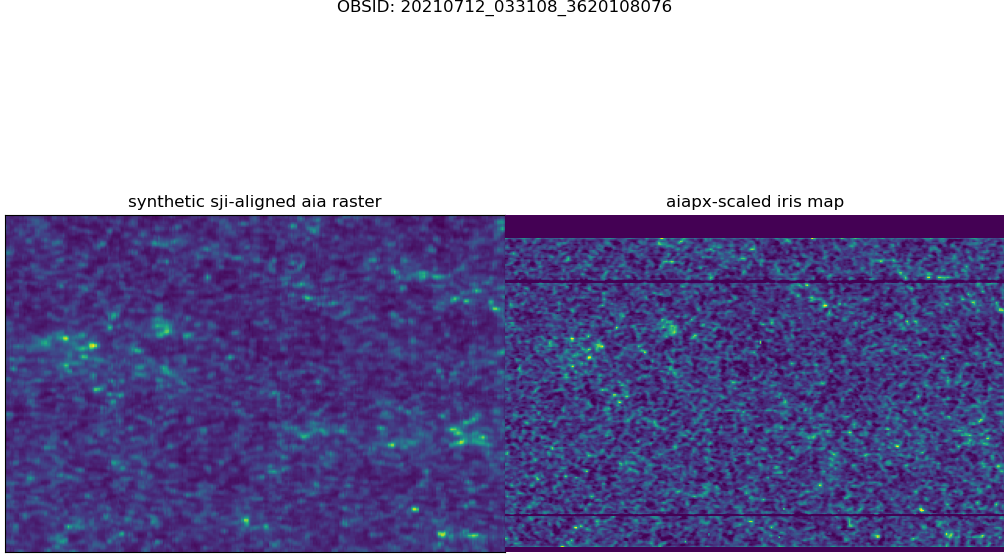 OBSID: 20210712_033108_3620108076
synthetic sji-aligned aia raster
aiapx-scaled iris map